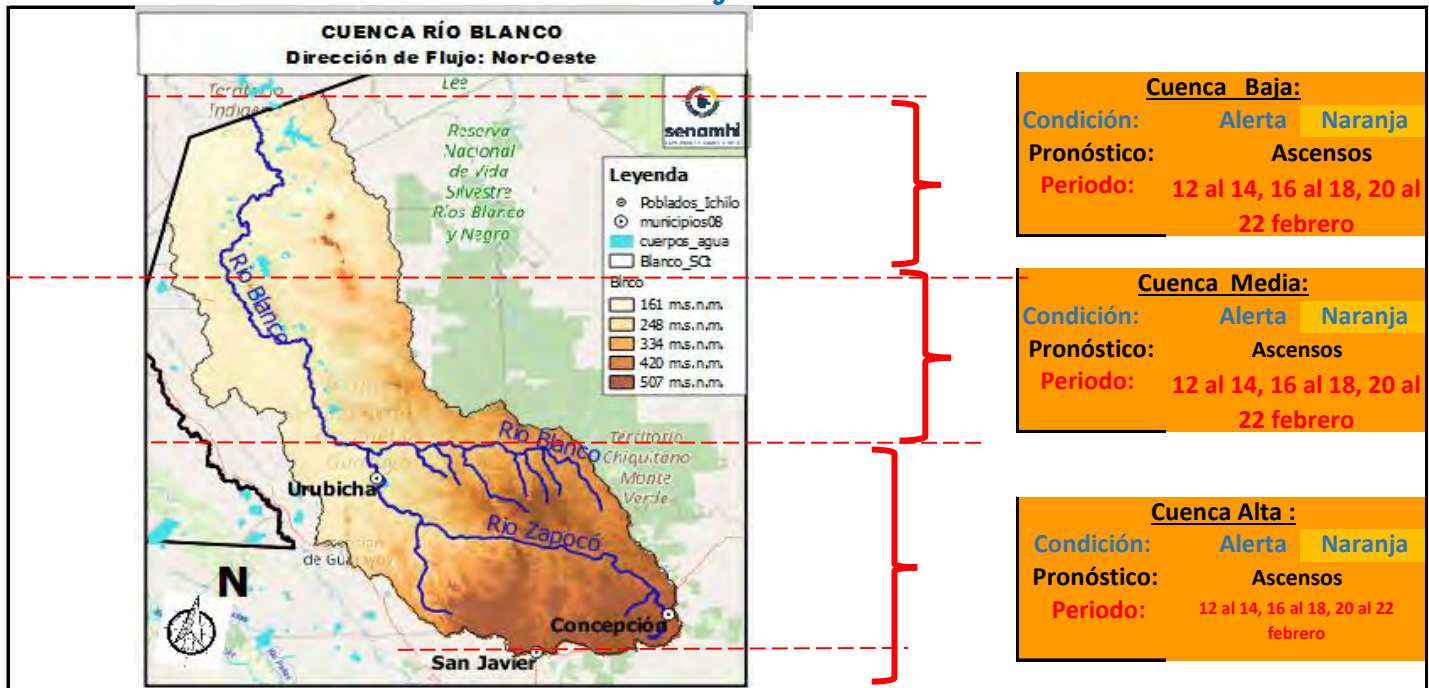 CUENCA RÍO BLANCO
Dirección de Flujo: Nor-Oeste
Territorio
Lee
senamhi
Reserva
Nacional
de Vida
Silvestre
Ríos Blanco
y Negro
Leyenda
Poblados_Ichilo
municipios08
cuerpos_agua
Blanco_SCt
161 m.s.n.m.
248 m.s.n.m.
334 m.s.n.m.
420 m.s.n.m.
507 m.s.n.m.
Río Blanco
Río Blanco
Territorio
Chiquitano
Monte
Verde
Urubicha
Río Zapocó
N
Concepción
San Javier
Cuenca Baja:
Condición: Alerta Naranja
Pronóstico: Ascensos
Periodo: 12 al 14, 16 al 18, 20 al
22 febrero
Cuenca Media:
Condición: Alerta Naranja
Pronóstico: Ascensos
Periodo: 12 al 14, 16 al 18, 20 al
22 febrero
Cuenca Alta :
Condición: Alerta Naranja
Pronóstico: Ascensos
Periodo: 12 al 14, 16 al 18, 20 al 22
febrero